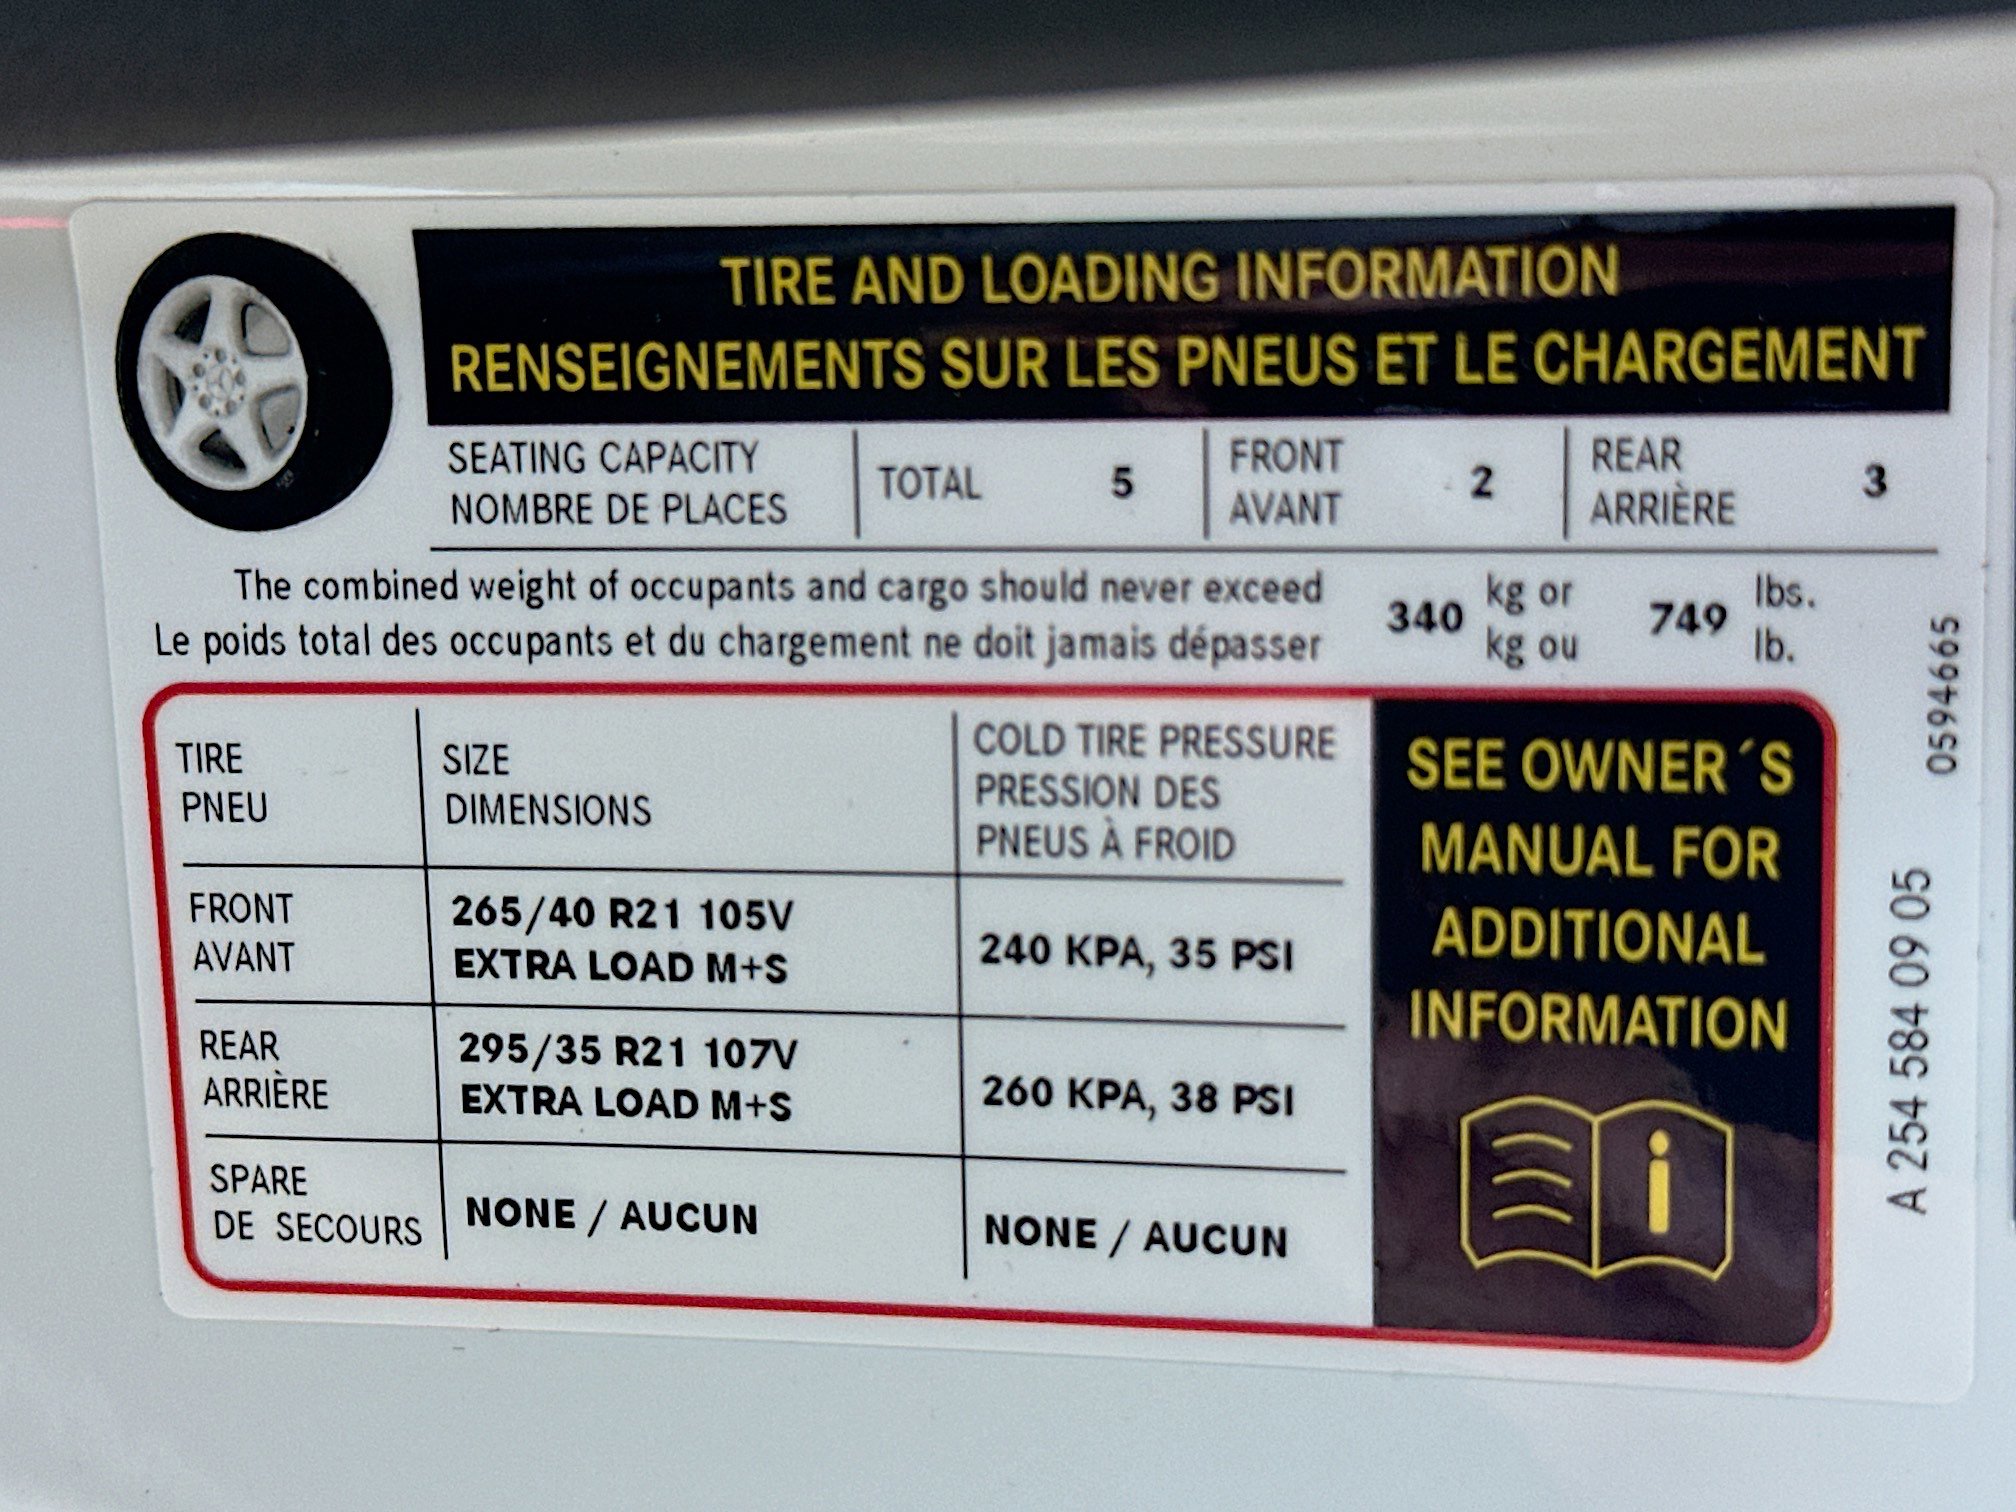 TIRE AND LOADING INFORMATION
RENSEIGNEMENTS SUR LES PNEUS ET LE CHARGEMENT
SEATING CAPACITY
NOMBRE DE PLACES
TOTAL 5
FRONT
AVANT
2
REAR
ARRIÈRE
3
The combined weight of occupants and cargo should never exceed
Le poids total des occupants et du chargement ne doit jamais dépasser
340
kg or
kg ou
749
lbs.
lb.
TIRE
PNEU
SIZE
DIMENSIONS
COLD TIRE PRESSURE
PRESSION DES
PNEUS À FROID
FRONT
AVANT
265/40 R21 105V
EXTRA LOAD M+S
240 KPA, 35 PSI
REAR
ARRIÈRE
295/35 R21 107V
EXTRA LOAD M+S
260 KPA, 38 PSI
SPARE
DE SECOURS
NONE / AUCUN
NONE / AUCUN
SEE OWNER´S
MANUAL FOR
ADDITIONAL
INFORMATION
i
0594665
A 254 584 09 05